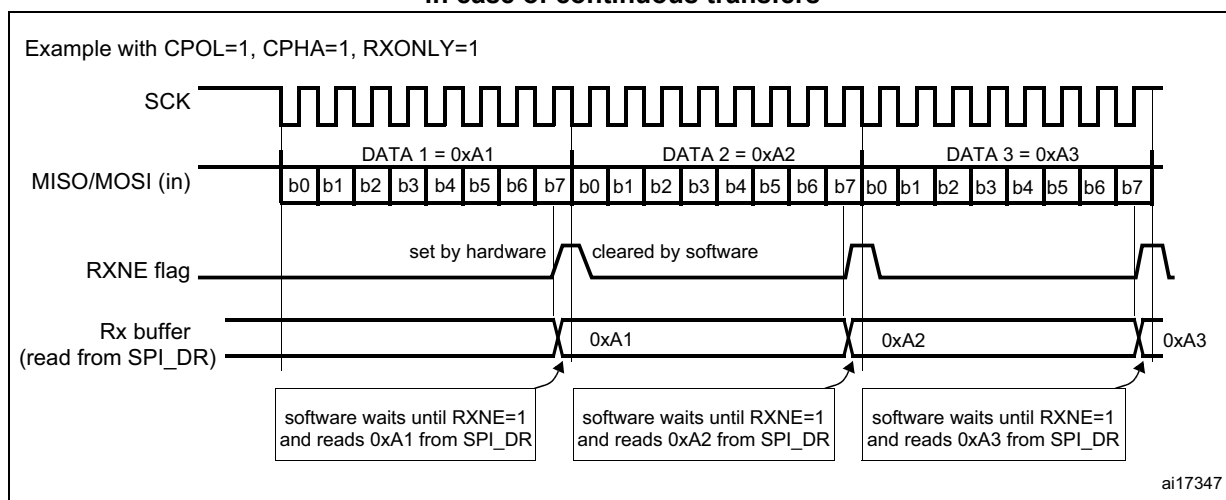 in case of continuous transfers
Example with CPOL=1, CPHA=1, RXONLY=1
SCK
DATA 1 = 0xA1 DATA 2 = 0xA2 DATA 3 = 0xA3
MISO/MOSI (in) b0 b1 b2 b3 b4 b5 b6 b7 b0 b1 b2 b3 b4 b5 b6 b7 b0 b1 b2 b3 b4 b5 b6 b7
set by hardware cleared by software
RXNE flag
Rx buffer
(read from SPI_DR)
0xA1 0xA2 0xA3
software waits until RXNE=1
and reads 0xA1 from SPI_DR
software waits until RXNE=1
and reads 0xA2 from SPI_DR
software waits until RXNE=1
and reads 0xA3 from SPI_DR
ai17347